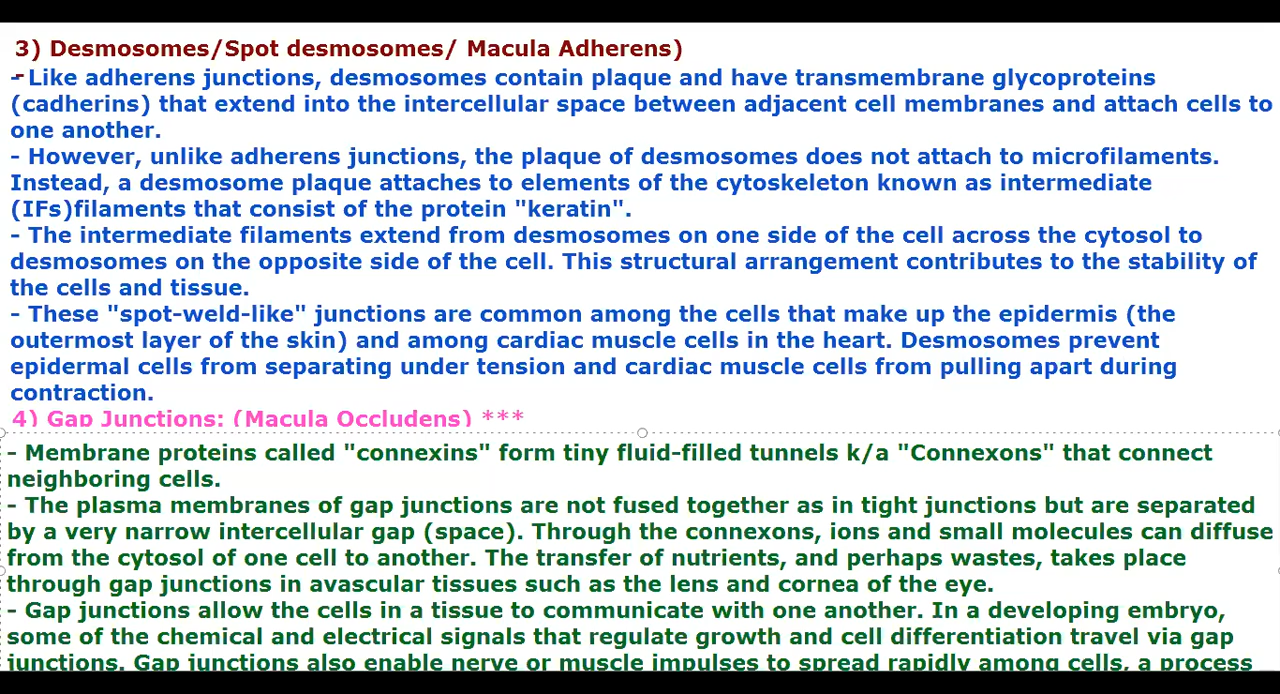 3) Desmosomes/Spot desmosomes/ Macula Adherens)
- Like adherens junctions, desmosomes contain plaque and have transmembrane glycoproteins
(cadherins) that extend into the intercellular space between adjacent cell membranes and attach cells to
one another.
- However, unlike adherens junctions, the plaque of desmosomes does not attach to microfilaments.
Instead, a desmosome plaque attaches to elements of the cytoskeleton known as intermediate
(IFs)filaments that consist of the protein "keratin".
- The intermediate filaments extend from desmosomes on one side of the cell across the cytosol to
desmosomes on the opposite side of the cell. This structural arrangement contributes to the stability of
the cells and tissue.
- These "spot-weld-like" junctions are common among the cells that make up the epidermis (the
outermost layer of the skin) and among cardiac muscle cells in the heart. Desmosomes prevent
epidermal cells from separating under tension and cardiac muscle cells from pulling apart during
contraction.
4) Gap Junctions: (Macula Occludens) ***
- Membrane proteins called "connexins" form tiny fluid-filled tunnels k/a "Connexons" that connect
neighboring cells.
- The plasma membranes of gap junctions are not fused together as in tight junctions but are separated
by a very narrow intercellular gap (space). Through the connexons, ions and small molecules can diffuse
from the cytosol of one cell to another. The transfer of nutrients, and perhaps wastes, takes place
through gap junctions in avascular tissues such as the lens and cornea of the eye.
- Gap junctions allow the cells in a tissue to communicate with one another. In a developing embryo,
some of the chemical and electrical signals that regulate growth and cell differentiation travel via gap
junctions. Gap junctions also enable nerve or muscle impulses to spread rapidly among cells, a process